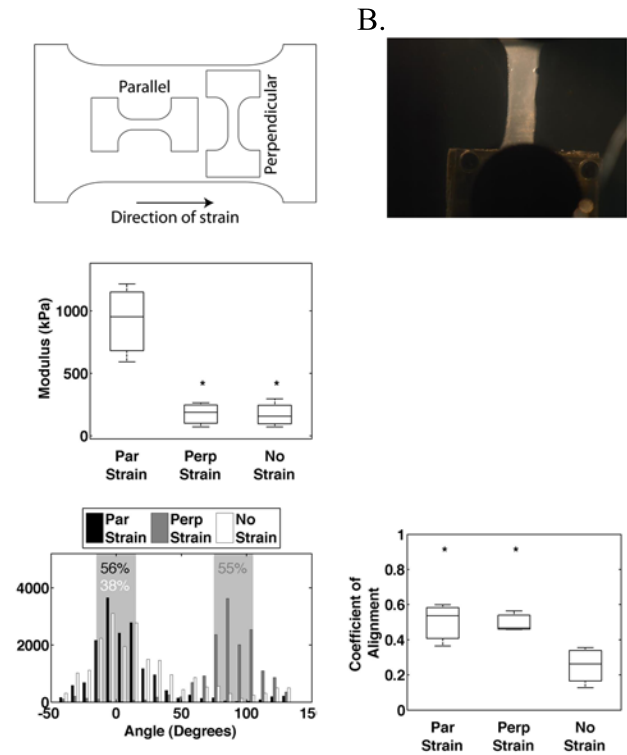 B.
Parallel
Perpendicular
Direction of strain
Modulus (kPa)
1000
500
0
*
*
Par
Strain
Perp
Strain
No
Strain
Par
Strain
Perp
Strain
No
Strain
56%
38%
55%
4000
2000
0
-50
0
50
100
15
Angle (Degrees)
Coefficient of
Alignment
1
0.8
0.6
0.4
0.2
0
*
*
Par
Strain
Perp
Strain
No
Strain